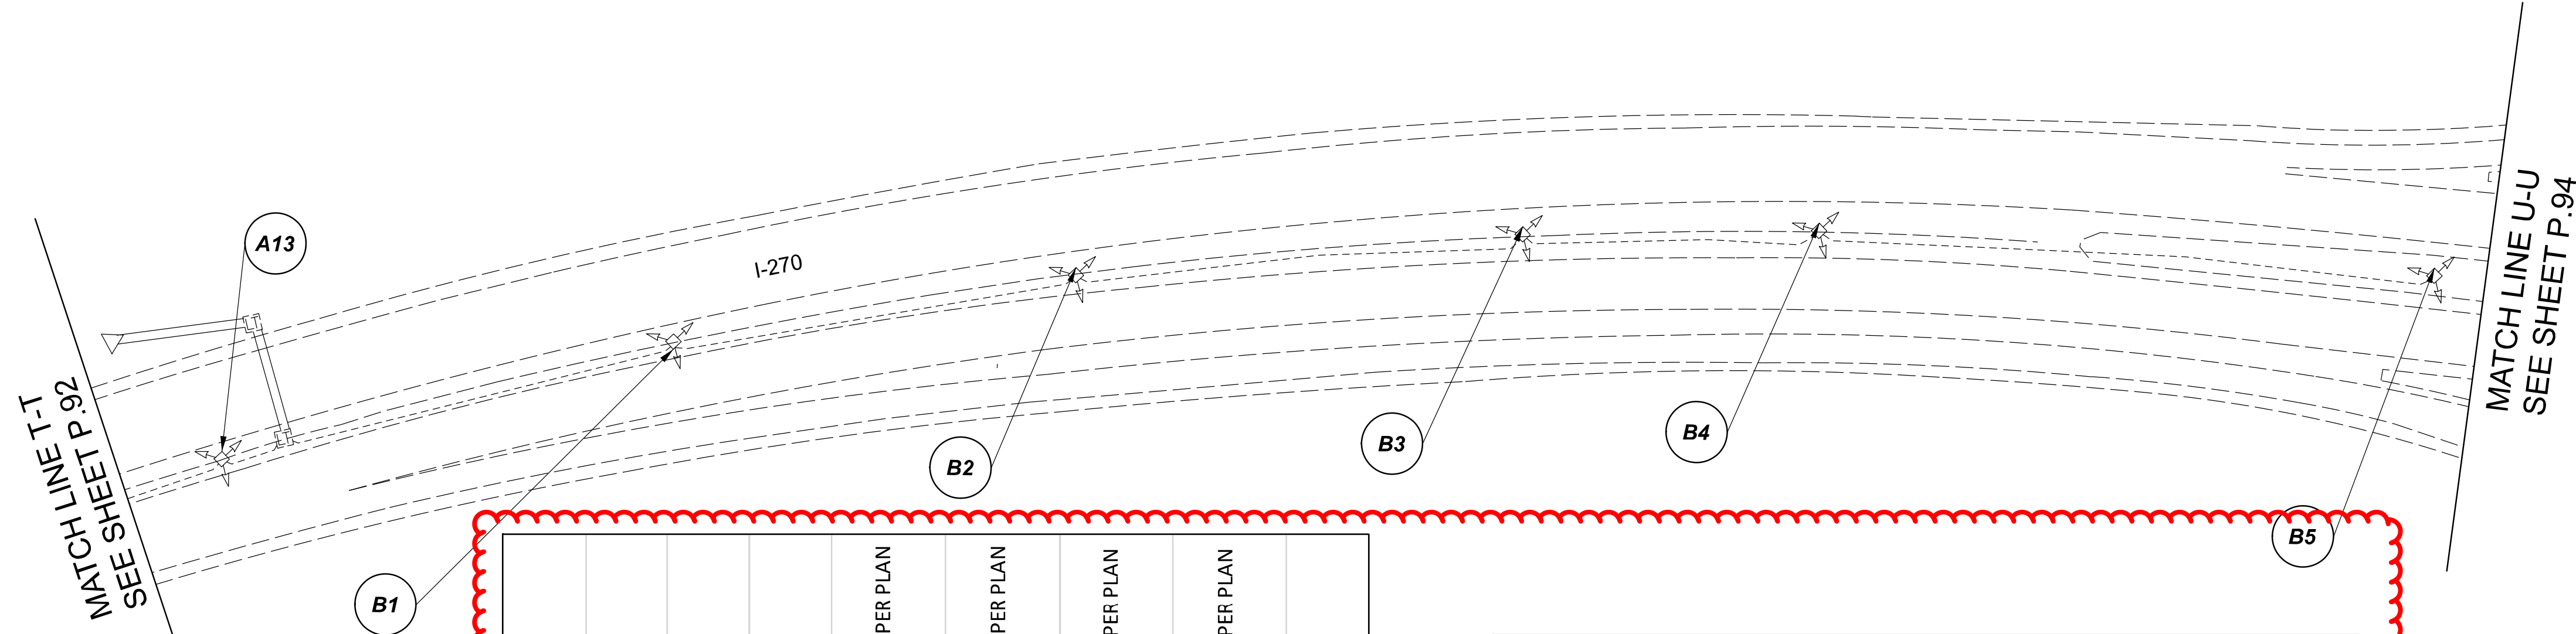 MATCH LINE T-T
SEE SHEET P.92
A13
I-270
B1
B2
B3
B4
B5
MATCH LINE U-U
SEE SHEET P.94
PER PLAN
PER PLAN
PER PLAN
PER PLAN